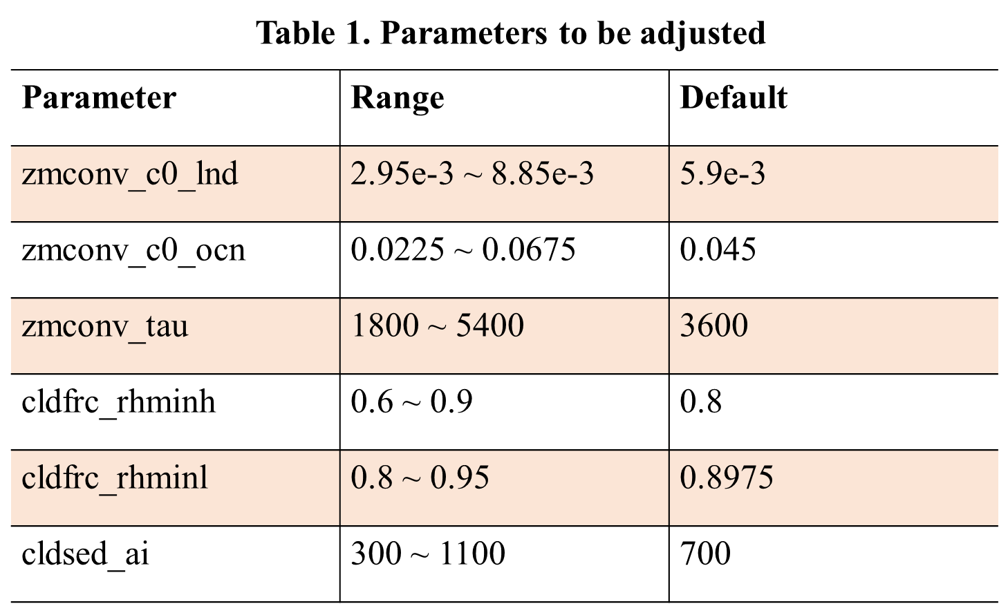 Table 1. Parameters to be adjusted
Parameter Range Default
zmconv_c0_lnd 2.95e-3 ~ 8.85e-3 5.9e-3
zmconv_c0_ocn 0.0225 ~ 0.0675 0.045
zmconv_tau 1800 ~ 5400 3600
cldfrc_rhminh 0.6 ~ 0.9 0.8
cldfrc_rhminl 0.8 ~ 0.95 0.8975
cldsed_ai 300 ~ 1100 700